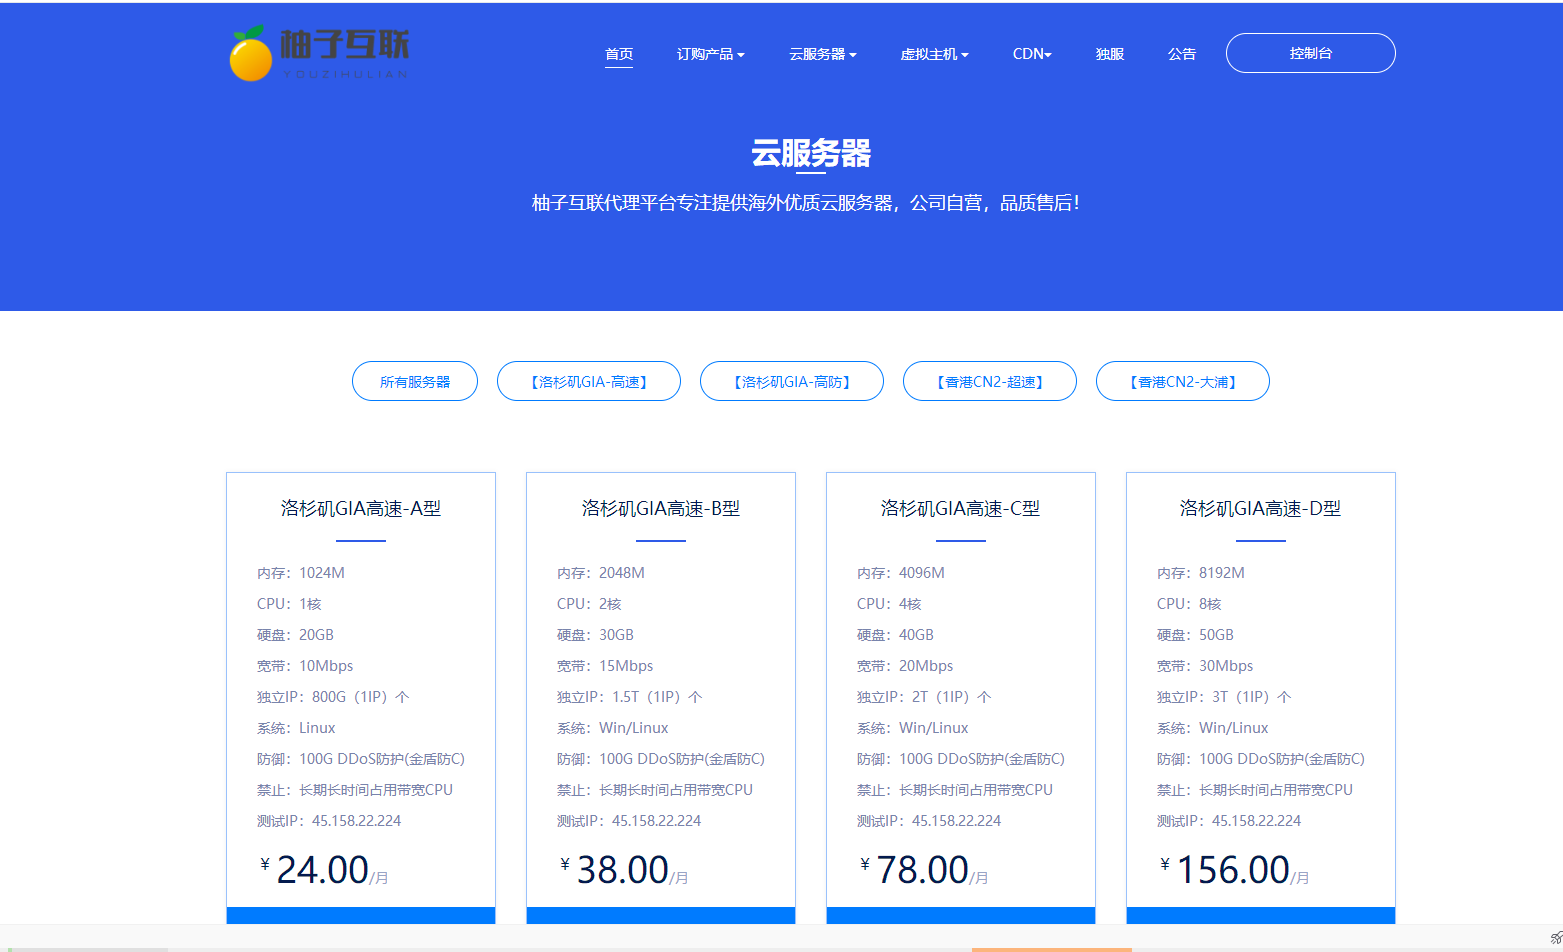 柚子互联
YOUZIHULIAN
首页 订购产品 云服务器 虚拟主机 CDN 独服 公告 控制台
云服务器
柚子互联代理平台专注提供海外优质云服务器，公司自营，品质售后！
所有服务器 【洛杉矶GIA-高速】 【洛杉矶GIA-高防】 【香港CN2-超速】 【香港CN2-大浦】
洛杉矶GIA高速-A型
内存：1024M
CPU：1核
硬盘：20GB
宽带：10Mbps
独立IP：800G（1IP）个
系统：Linux
防御：100G DDoS防护(金盾防C)
禁止：长期长时间占用带宽CPU
测试IP：45.158.22.224
¥ 24.00/月
洛杉矶GIA高速-B型
内存：2048M
CPU：2核
硬盘：30GB
宽带：15Mbps
独立IP：1.5T（1IP）个
系统：Win/Linux
防御：100G DDoS防护(金盾防C)
禁止：长期长时间占用带宽CPU
测试IP：45.158.22.224
¥ 38.00/月
洛杉矶GIA高速-C型
内存：4096M
CPU：4核
硬盘：40GB
宽带：20Mbps
独立IP：2T（1IP）个
系统：Win/Linux
防御：100G DDoS防护(金盾防C)
禁止：长期长时间占用带宽CPU
测试IP：45.158.22.224
¥ 78.00/月
洛杉矶GIA高速-D型
内存：8192M
CPU：8核
硬盘：50GB
宽带：30Mbps
独立IP：3T（1IP）个
系统：Win/Linux
防御：100G DDoS防护(金盾防C)
禁止：长期长时间占用带宽CPU
测试IP：45.158.22.224
¥ 156.00/月